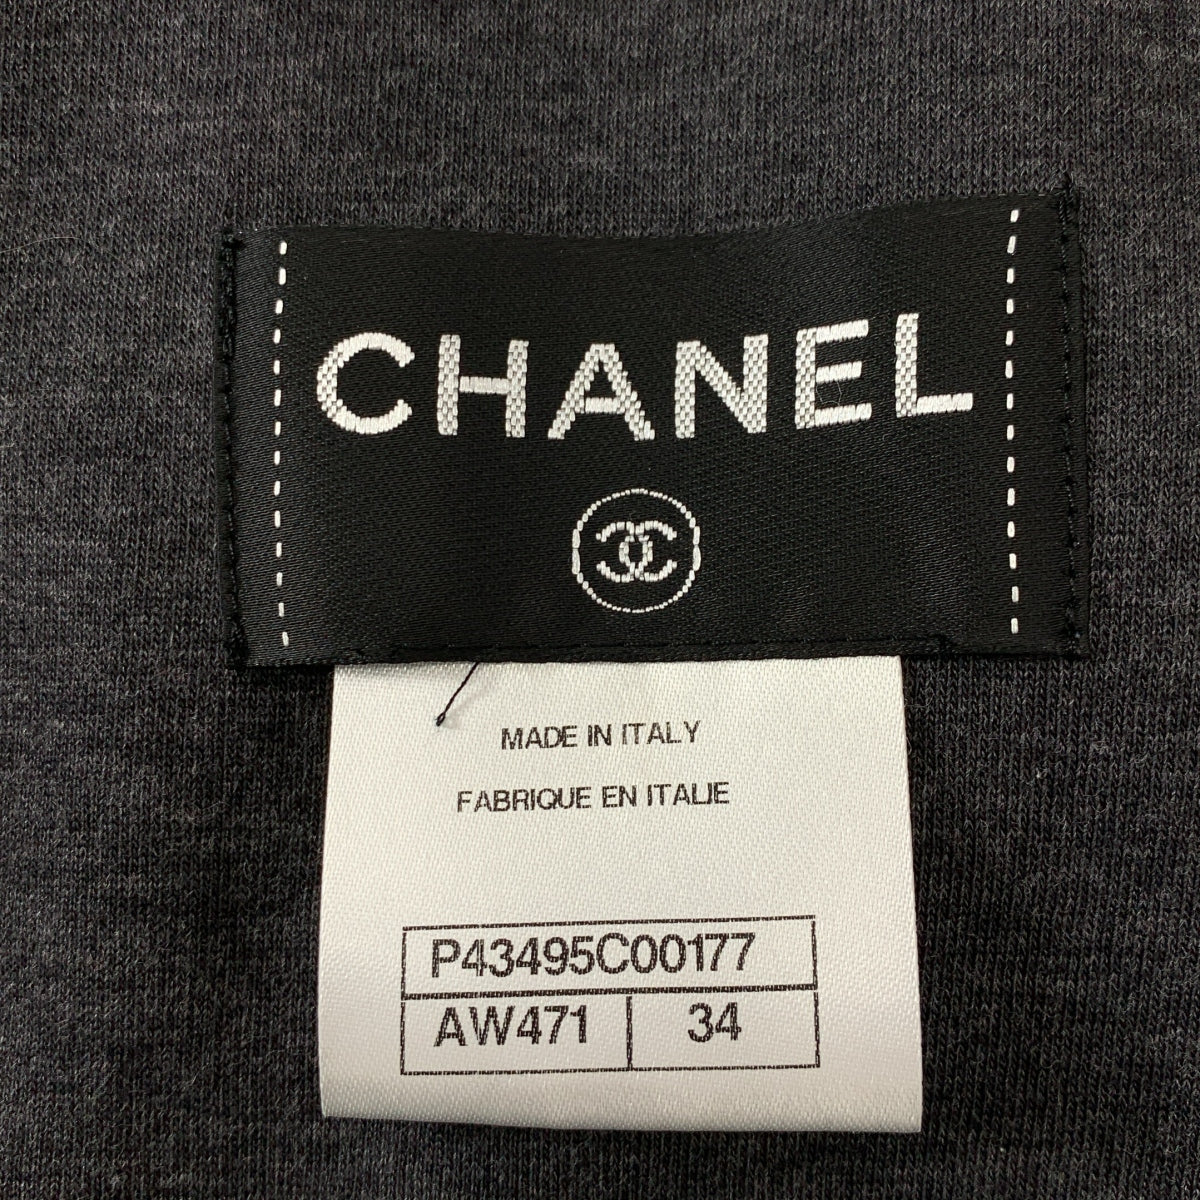 CHANEL
MADE IN ITALY
FABRIQUE EN ITALIE
P43495C00177
AW471 34